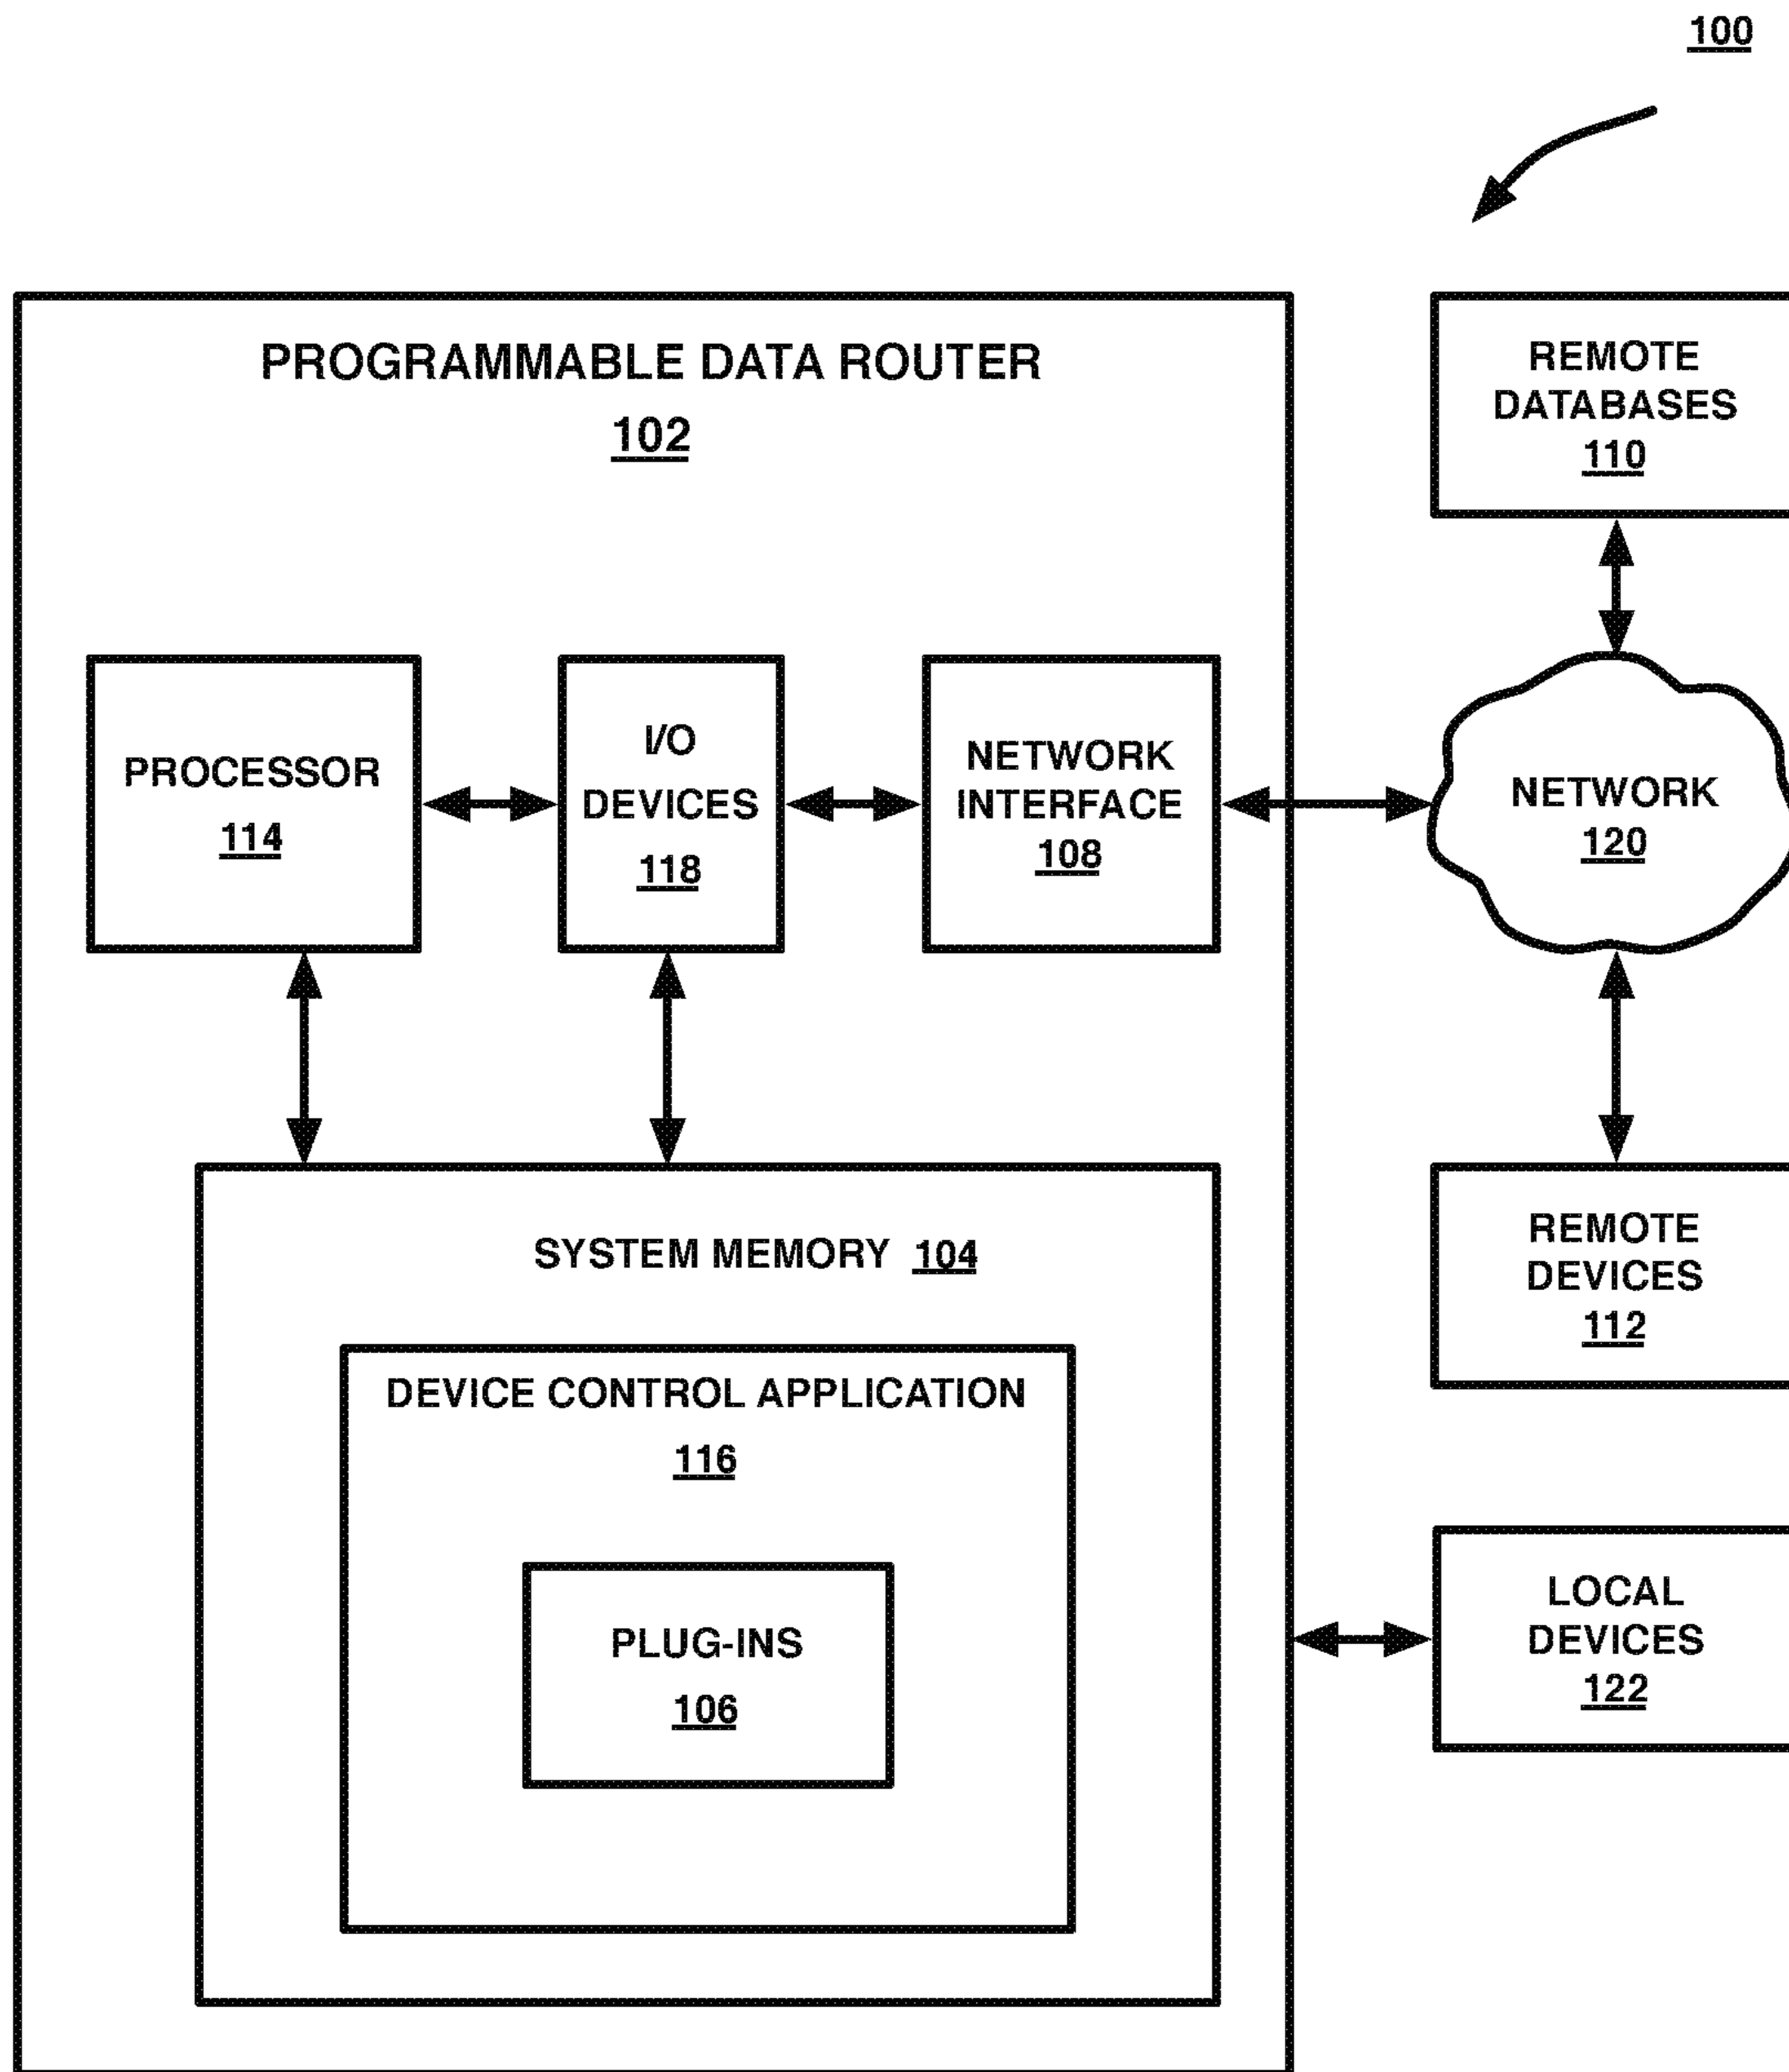 100
PROGRAMMABLE DATA ROUTER
102
REMOTE
DATABASES
110
PROCESSOR
114
I/O
DEVICES
118
NETWORK
INTERFACE
108
NETWORK
120
SYSTEM MEMORY 104
REMOTE
DEVICES
112
DEVICE CONTROL APPLICATION
116
PLUG-INS
106
LOCAL
DEVICES
122